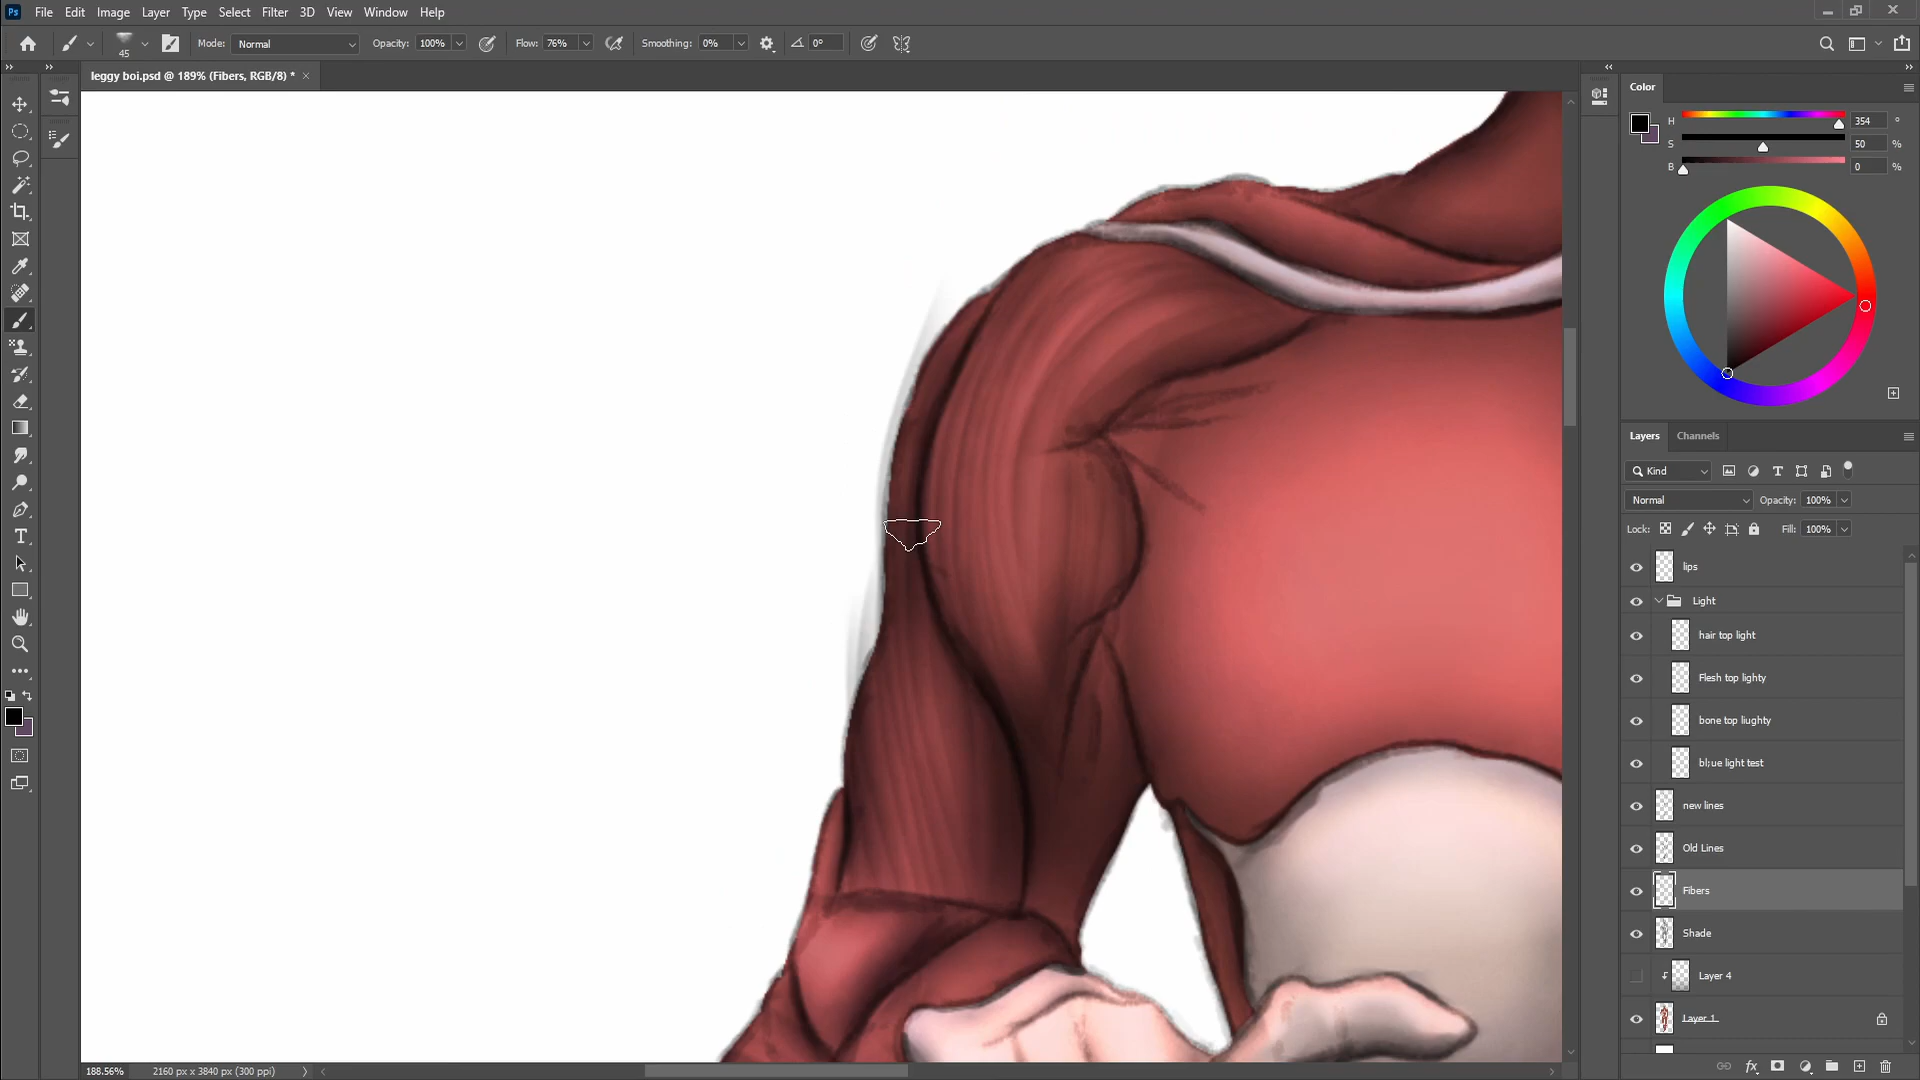 Ps File Edit Image Layer Type Select Filter 3D View Window Help
45 Mode: Normal Opacity: 100% Flow: 76% Smoothing: 0% 0°
leggy boi.psd @ 189% (Fibers, RGB/8) * ×
Color
H 354 °
S 50 %
B 0 %
Layers Channels
Kind
Normal Opacity: 100%
Lock: Fill: 100%
lips
Light
hair top light
Flesh top lighty
bone top liughty
bl;ue light test
new lines
Old Lines
Fibers
Shade
Layer 4
Layer 1
188.56% 2160 px x 3840 px (300 ppi)